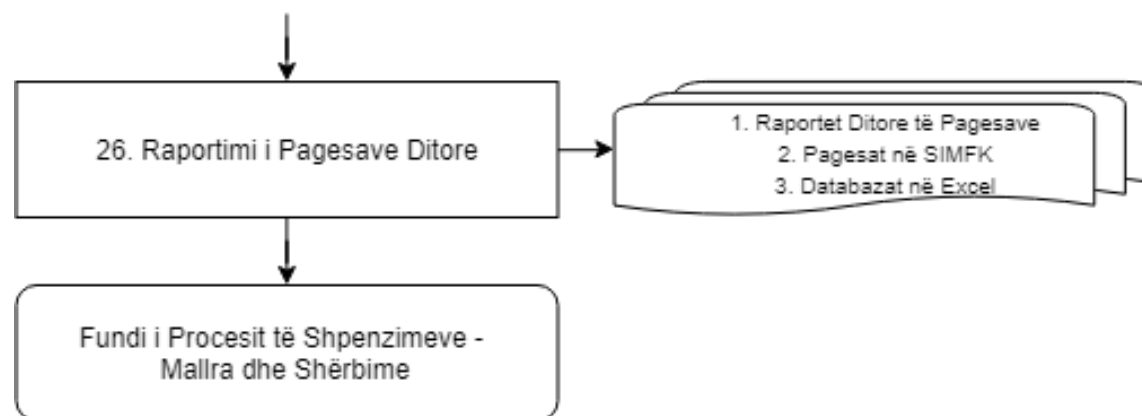 26. Raportimi i Pagesave Ditore
1. Raportet Ditore të Pagesave
2. Pagesat në SIMFK
3. Databazat në Excel
Fundi i Procesit të Shpenzimeve -
Mallra dhe Shërbime